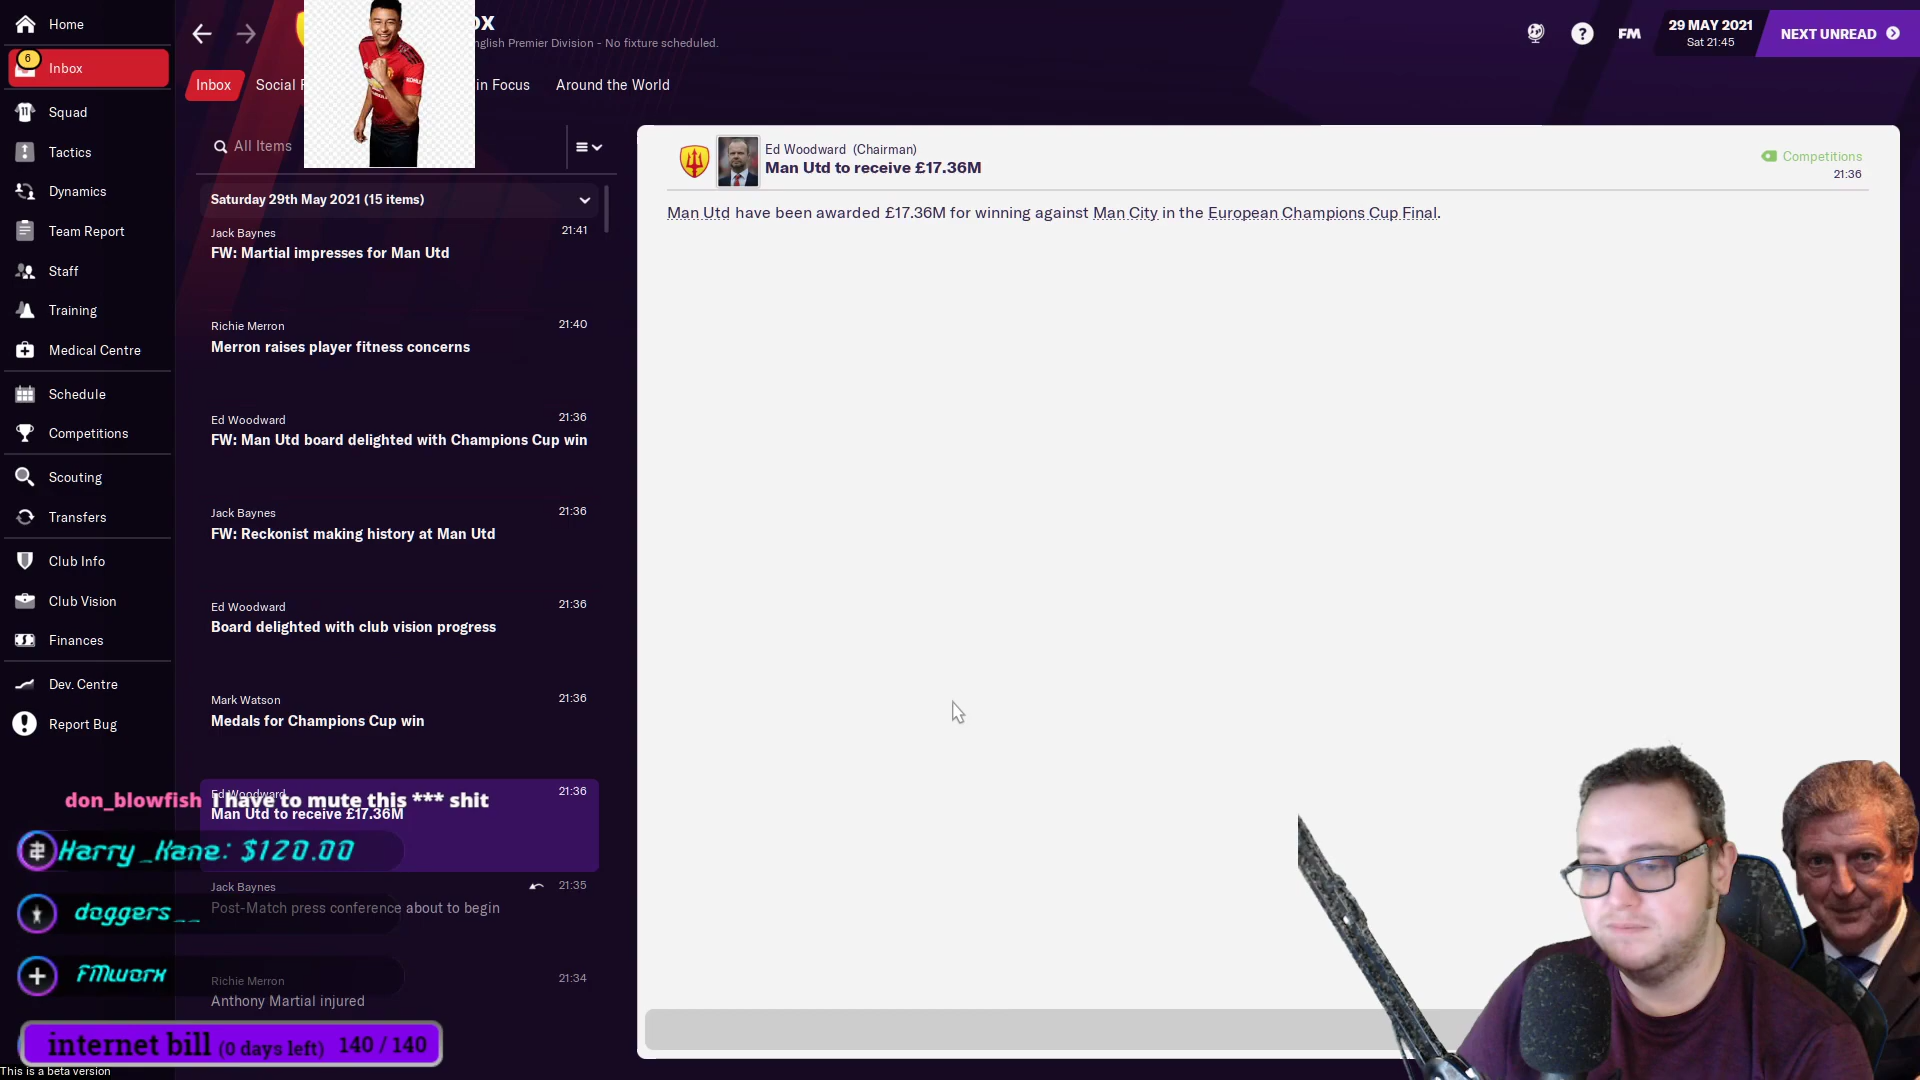 Home
6
Inbox
Squad
Tactics
Dynamics
Team Report
Staff
Training
Medical Centre
Schedule
Competitions
Scouting
Transfers
Club Info
Club Vision
Finances
Dev. Centre
Report Bug
nglish Premier Division - No fixture scheduled.
FM
29 MAY 2021
Sat 21:45
NEXT UNREAD
Inbox
Social
in Focus
Around the World
All Items
Saturday 29th May 2021 (15 items)
Jack Baynes
21:41
FW: Martial impresses for Man Utd
Richie Merron
21:40
Merron raises player fitness concerns
Ed Woodward
21:36
FW: Man Utd board delighted with Champions Cup win
Jack Baynes
21:36
FW: Reckonist making history at Man Utd
Ed Woodward
21:36
Board delighted with club vision progress
Mark Watson
21:36
Medals for Champions Cup win
Ed Woodward
21:36
Man Utd to receive £17.36M
Jack Baynes
21:35
Post-Match press conference about to begin
Richie Merron
21:34
Anthony Martial injured
Ed Woodward (Chairman)
Man Utd to receive £17.36M
Competitions
21:36
Man Utd have been awarded £17.36M for winning against Man City in the European Champions Cup Final.
don_blowfish I have to mute this *** shit
Harry_Kane: $120.00
daggers__
FMworx
internet bill (0 days left) 140 / 140
This is a beta version